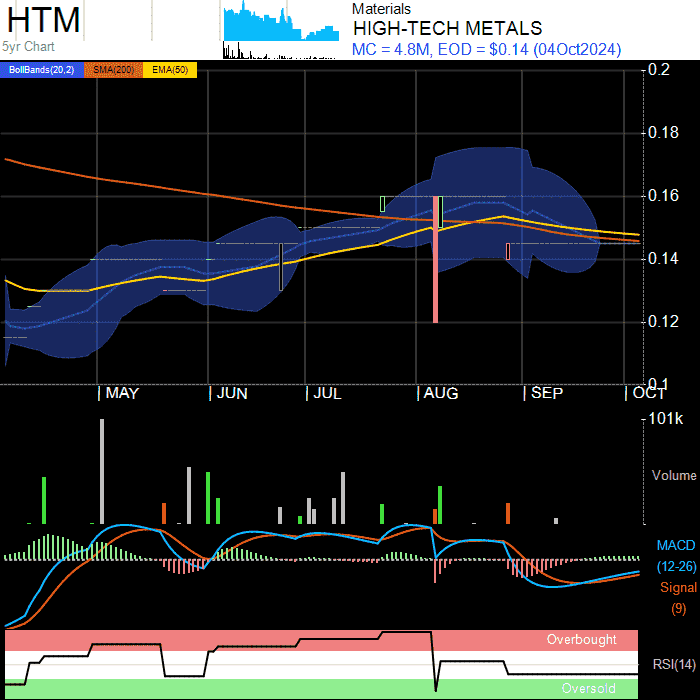 HTM
5yr Chart
Materials
HIGH-TECH METALS
MC = 4.8M, EOD = $0.14 (04Oct2024)
BollBands(20,2) SMA(200) EMA(50)
0.2
0.18
0.16
0.14
0.12
0.1
MAY JUN JUL AUG SEP OCT
101k
Volume
MACD
(12-26)
Signal
(9)
Overbought
RSI(14)
Oversold